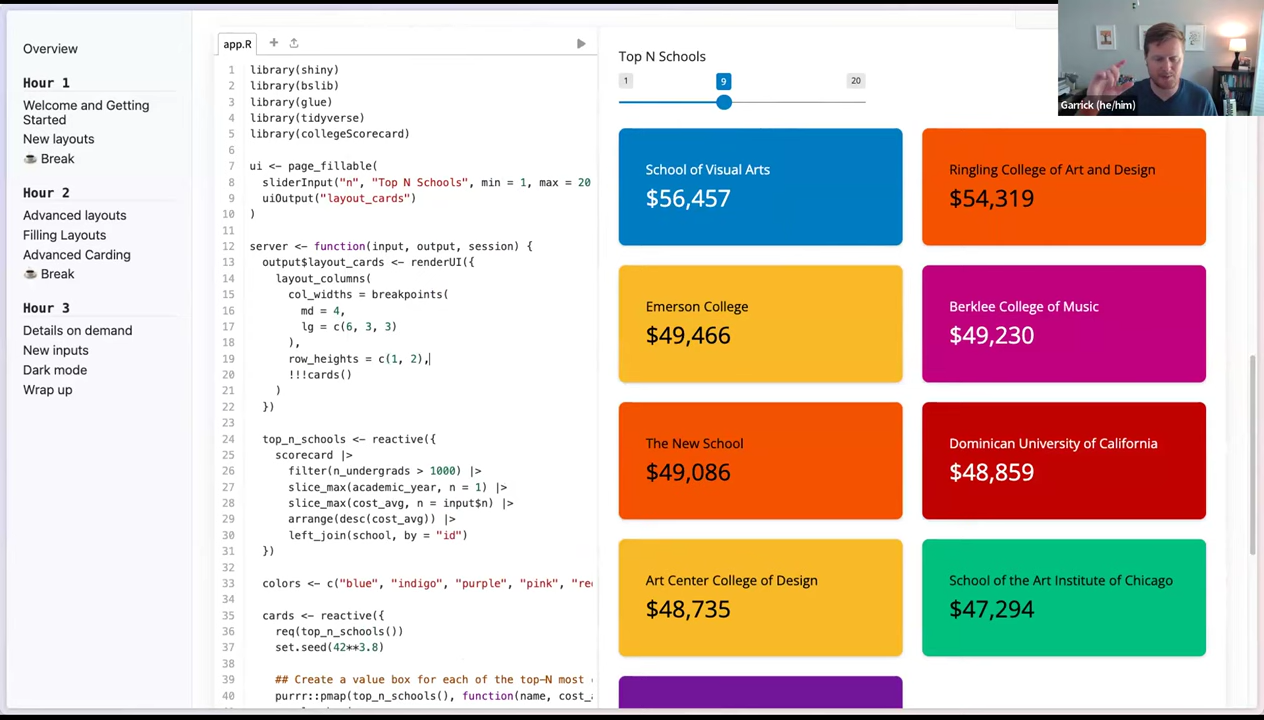 Overview
Hour 1
Welcome and Getting
Started
New layouts
☕ Break
Hour 2
Advanced layouts
Filling Layouts
Advanced Carding
☕ Break
Hour 3
Details on demand
New inputs
Dark mode
Wrap up
app.R
1 library(shiny)
2 library(bslib)
3 library(glue)
4 library(tidyverse)
5 library(collegeScorecard)
6
7 ui <- page_fillable(
8 sliderInput("n", "Top N Schools", min = 1, max = 20
9 uiOutput("layout_cards")
10 )
11
12 server <- function(input, output, session) {
13 output$layout_cards <- renderUI({
14 layout_columns(
15 col_widths = breakpoints(
16 md = 4,
17 lg = c(6, 3, 3)
18 ),
19 row_heights = c(1, 2),
20 !!!cards()
21 )
22 })
23
24 top_n_schools <- reactive({
25 scorecard |>
26 filter(n_undergrads > 1000) |>
27 slice_max(academic_year, n = 1) |>
28 slice_max(cost_avg, n = input$n) |>
29 arrange(desc(cost_avg)) |>
30 left_join(school, by = "id")
31 })
32
33 colors <- c("blue", "indigo", "purple", "pink", "red
34
35 cards <- reactive({
36 req(top_n_schools())
37 set.seed(42**3.8)
38
39 ## Create a value box for each of the top-N most
40 purrr::pmap(top_n_schools(), function(name, cost_a
Top N Schools
1
9
20
School of Visual Arts
$56,457
Ringling College of Art and Design
$54,319
Emerson College
$49,466
Berklee College of Music
$49,230
The New School
$49,086
Dominican University of California
$48,859
Art Center College of Design
$48,735
School of the Art Institute of Chicago
$47,294
Garrick (he/him)